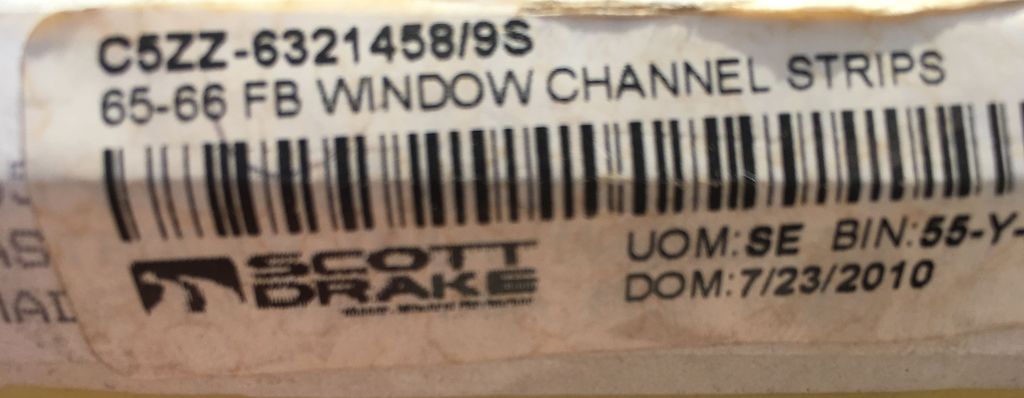 C5ZZ-6321458/9S
65-66 FB WINDOW CHANNEL STRIPS
SCOTT
DRAKE
UOM:SE BIN:55-Y-
DOM:7/23/2010
AS